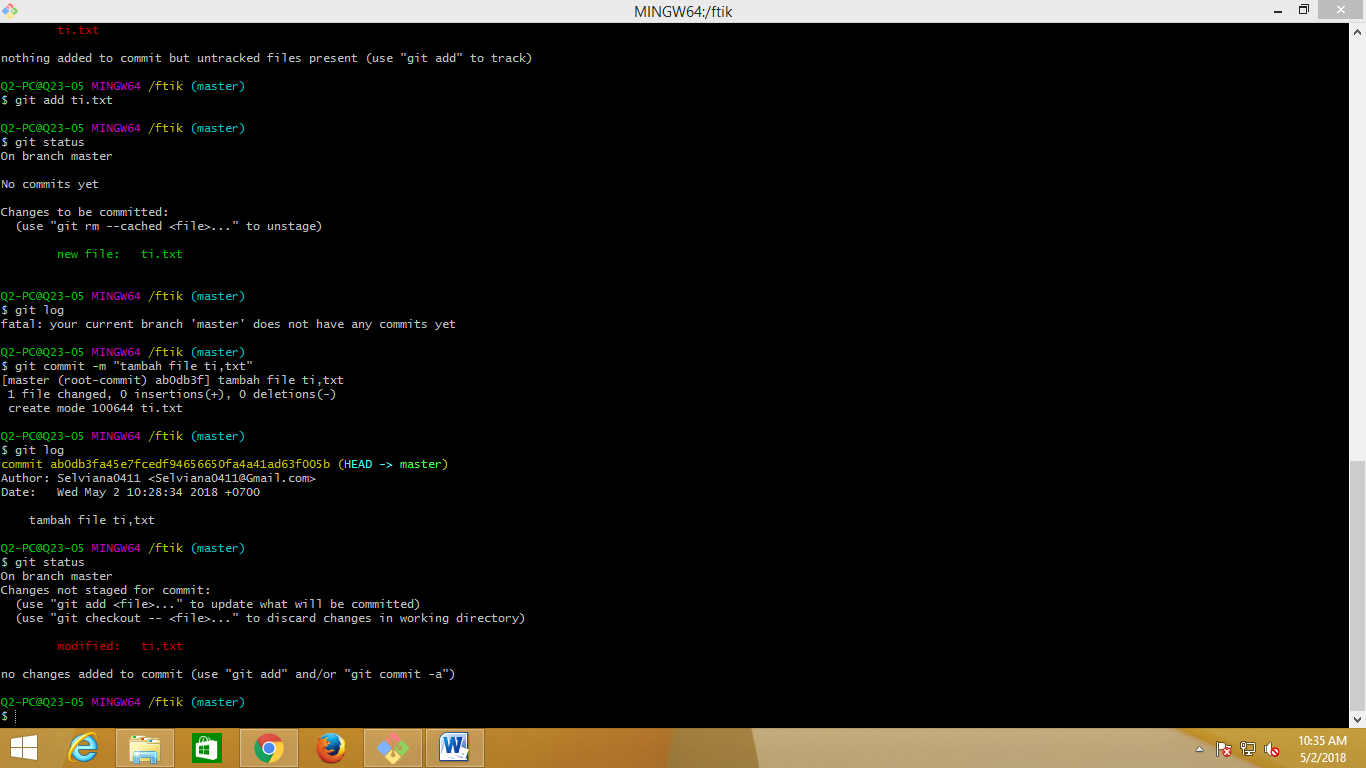 MINGW64:/ftik
ti.txt
nothing added to commit but untracked files present (use "git add" to track)
Q2-PC@Q23-05 MINGW64 /ftik (master)
$ git add ti.txt
Q2-PC@Q23-05 MINGW64 /ftik (master)
$ git status
On branch master
No commits yet
Changes to be committed:
(use "git rm --cached <file>..." to unstage)
new file:   ti.txt
Q2-PC@Q23-05 MINGW64 /ftik (master)
$ git log
fatal: your current branch 'master' does not have any commits yet
Q2-PC@Q23-05 MINGW64 /ftik (master)
$ git commit -m "tambah file ti,txt"
[master (root-commit) ab0db3f] tambah file ti,txt
1 file changed, 0 insertions(+), 0 deletions(-)
create mode 100644 ti.txt
Q2-PC@Q23-05 MINGW64 /ftik (master)
$ git log
commit ab0db3fa45e7fcedf94656650fa4a41ad63f005b (HEAD -> master)
Author: Selviana0411 <Selviana0411@Gmail.com>
Date:   Wed May 2 10:28:34 2018 +0700
tambah file ti,txt
Q2-PC@Q23-05 MINGW64 /ftik (master)
$ git status
On branch master
Changes not staged for commit:
(use "git add <file>..." to update what will be committed)
(use "git checkout -- <file>..." to discard changes in working directory)
modified:   ti.txt
no changes added to commit (use "git add" and/or "git commit -a")
Q2-PC@Q23-05 MINGW64 /ftik (master)
$
10:35 AM
5/2/2018